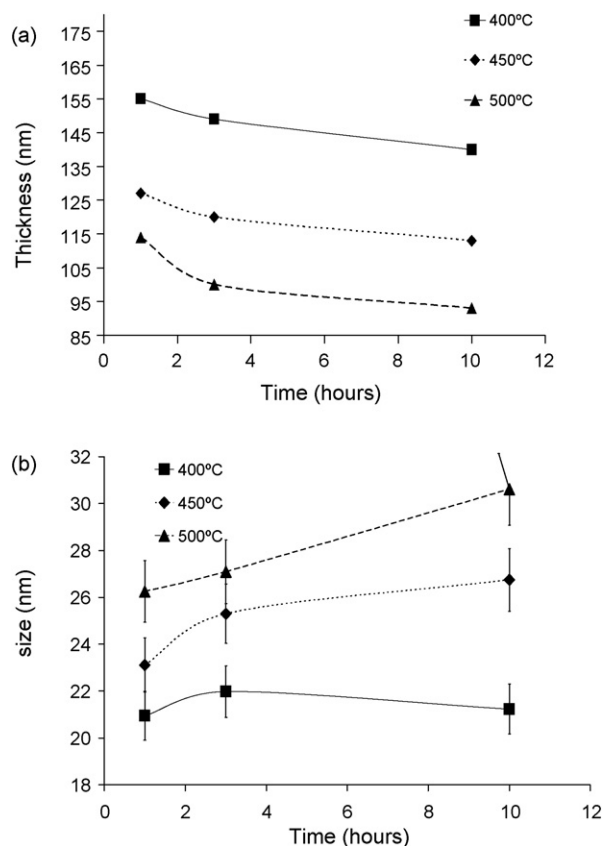 (a)
400ºC
450ºC
500ºC
175
165
155
145
135
125
115
105
95
85
Thickness (nm)
0 2 4 6 8 10 12
Time (hours)
(b)
400ºC
450ºC
500ºC
32
30
28
26
24
22
20
18
size (nm)
0 2 4 6 8 10 12
Time (hours)